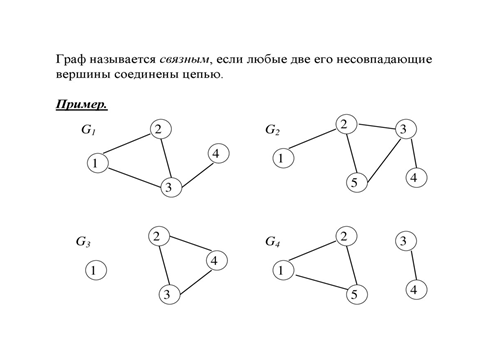 Граф называется связным, если любые две его несовпадающие
вершины соединены цепью.
Пример.
G1
2
1
4
3
G2
2
3
1
5
4
G3
2
1
4
3
G4
2
3
1
5
4